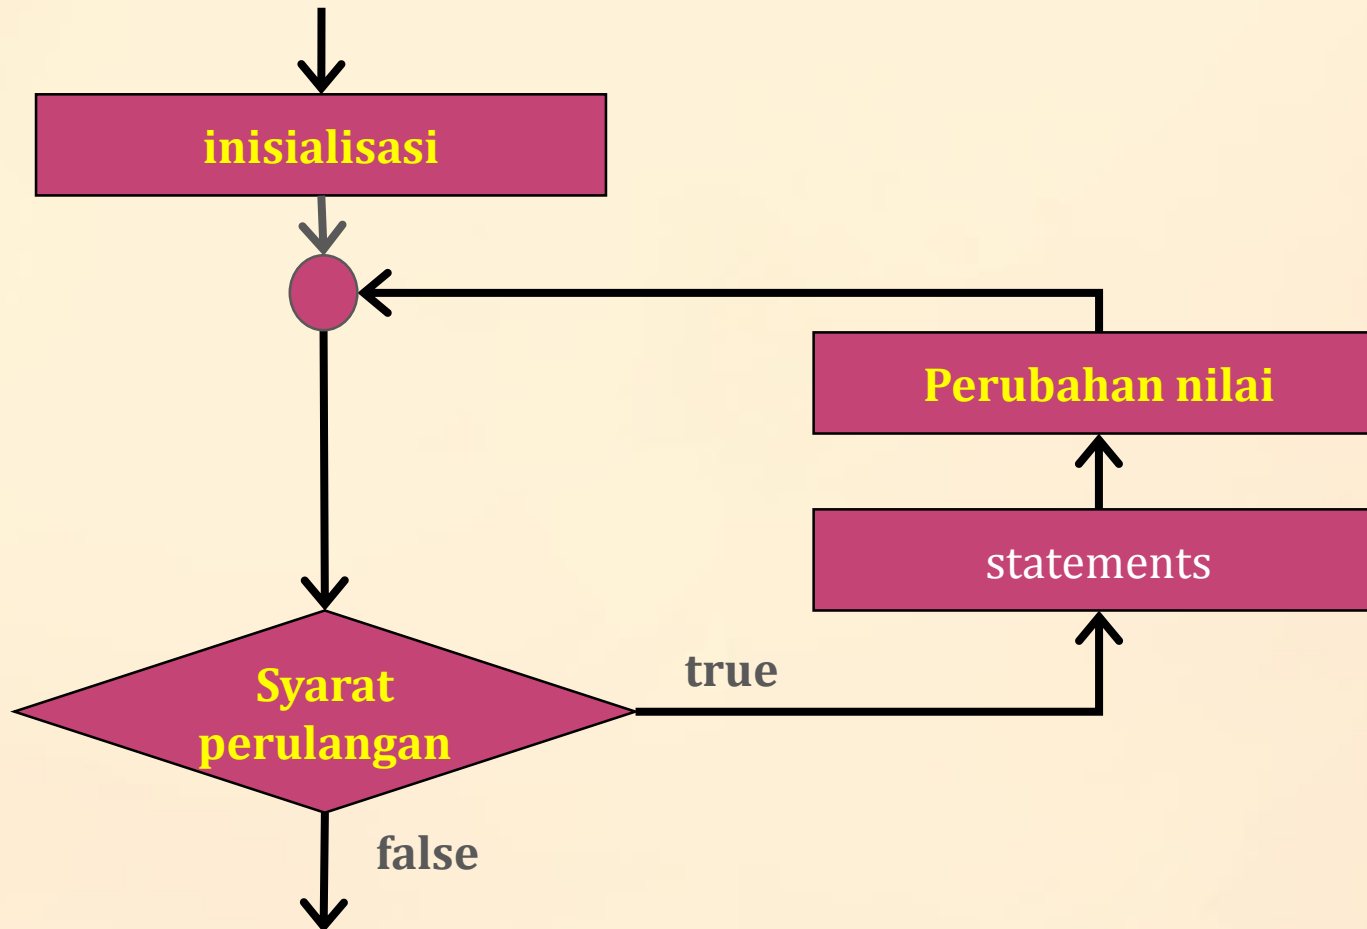 inisialisasi
Perubahan nilai
statements
Syarat
perulangan
true
false